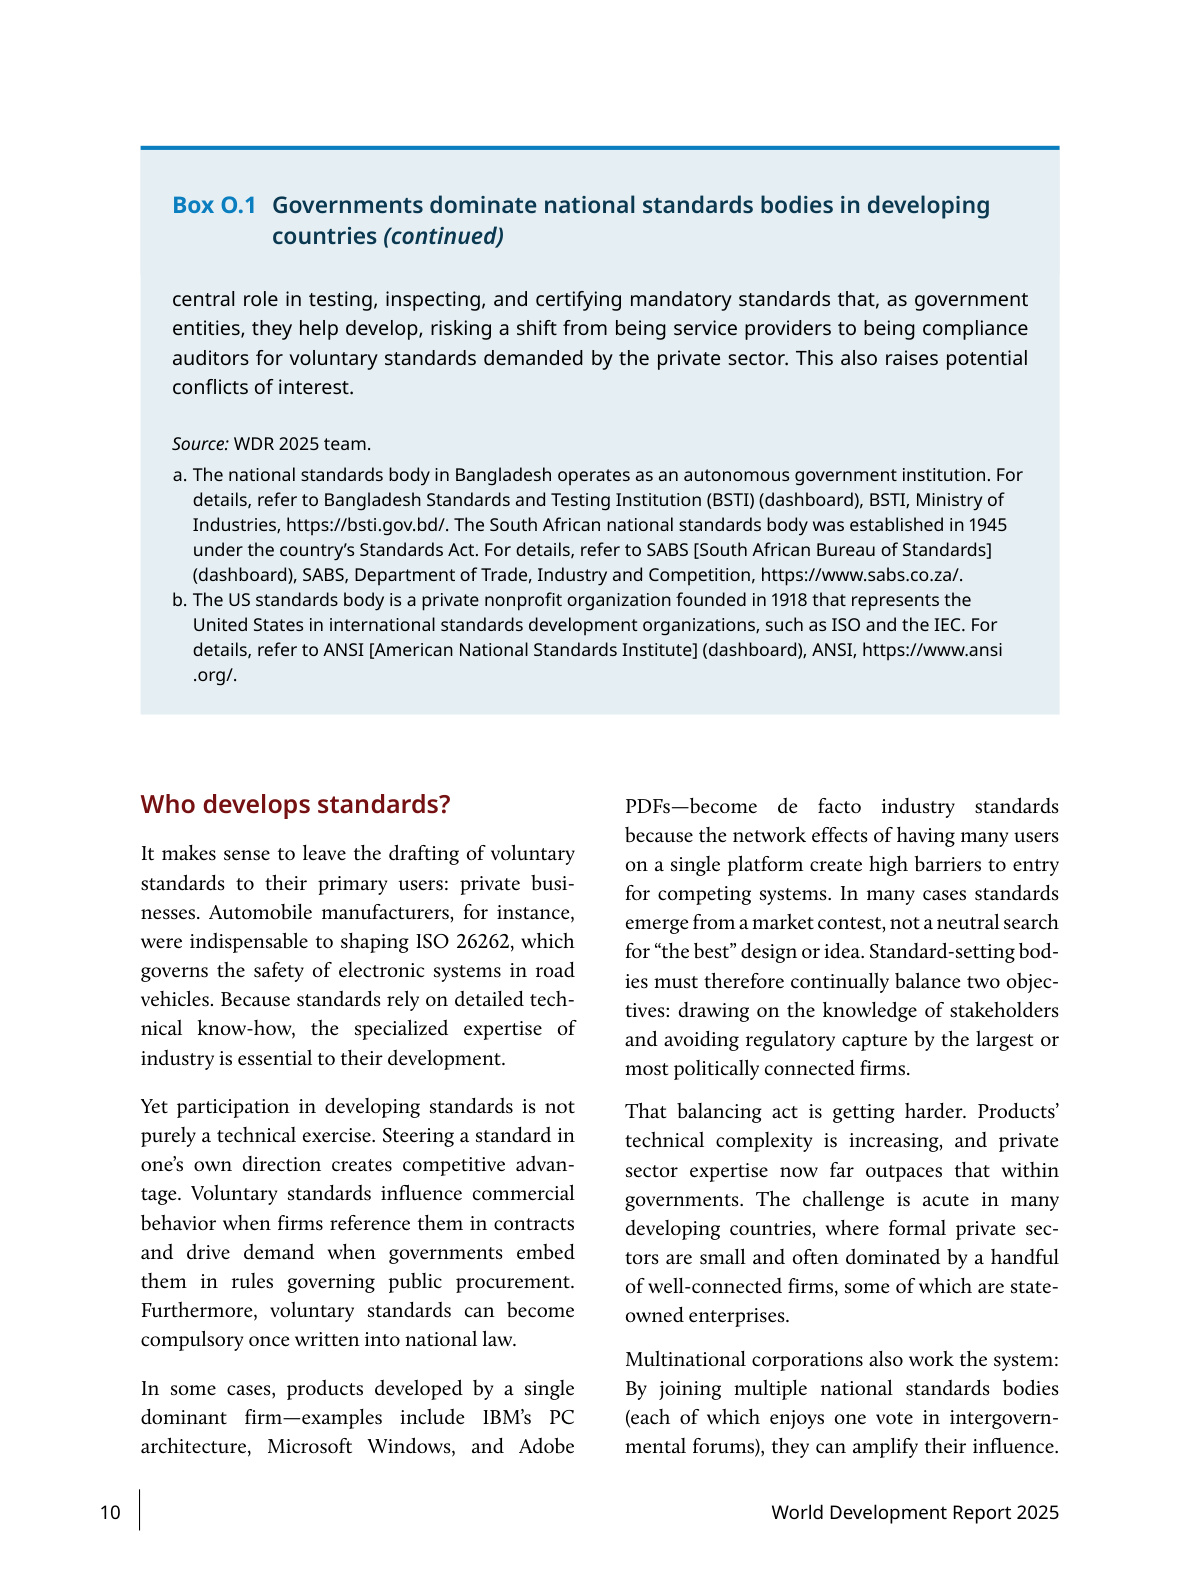 Box O.1 Governments dominate national standards bodies in developing
countries (continued)
central role in testing, inspecting, and certifying mandatory standards that, as government
entities, they help develop, risking a shift from being service providers to being compliance
auditors for voluntary standards demanded by the private sector. This also raises potential
conflicts of interest.
Source: WDR 2025 team.
a. The national standards body in Bangladesh operates as an autonomous government institution. For
details, refer to Bangladesh Standards and Testing Institution (BSTI) (dashboard), BSTI, Ministry of
Industries, https://bsti.gov.bd/. The South African national standards body was established in 1945
under the country’s Standards Act. For details, refer to SABS [South African Bureau of Standards]
(dashboard), SABS, Department of Trade, Industry and Competition, https://www.sabs.co.za/.
b. The US standards body is a private nonprofit organization founded in 1918 that represents the
United States in international standards development organizations, such as ISO and the IEC. For
details, refer to ANSI [American National Standards Institute] (dashboard), ANSI, https://www.ansi
.org/.
Who develops standards?
It makes sense to leave the drafting of voluntary
standards to their primary users: private busi-
nesses. Automobile manufacturers, for instance,
were indispensable to shaping ISO 26262, which
governs the safety of electronic systems in road
vehicles. Because standards rely on detailed tech-
nical know-how, the specialized expertise of
industry is essential to their development.
Yet participation in developing standards is not
purely a technical exercise. Steering a standard in
one’s own direction creates competitive advan-
tage. Voluntary standards influence commercial
behavior when firms reference them in contracts
and drive demand when governments embed
them in rules governing public procurement.
Furthermore, voluntary standards can become
compulsory once written into national law.
In some cases, products developed by a single
dominant firm—examples include IBM’s PC
architecture, Microsoft Windows, and Adobe
PDFs—become de facto industry standards
because the network effects of having many users
on a single platform create high barriers to entry
for competing systems. In many cases standards
emerge from a market contest, not a neutral search
for “the best” design or idea. Standard-setting bod-
ies must therefore continually balance two objec-
tives: drawing on the knowledge of stakeholders
and avoiding regulatory capture by the largest or
most politically connected firms.
That balancing act is getting harder. Products’
technical complexity is increasing, and private
sector expertise now far outpaces that within
governments. The challenge is acute in many
developing countries, where formal private sec-
tors are small and often dominated by a handful
of well-connected firms, some of which are state-
owned enterprises.
Multinational corporations also work the system:
By joining multiple national standards bodies
(each of which enjoys one vote in intergovern-
mental forums), they can amplify their influence.
10
World Development Report 2025